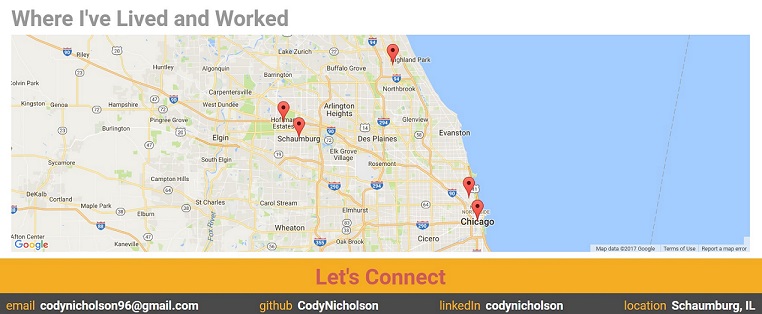 Where I've Lived and Worked
Lake Zurich
Highland Park
Riley
Huntley
Algonquin
Buffalo Grove
Barrington
Northbrook
Colvin Park
Carpentersville
Kingston
Genoa
Hampshire
West Dundee
Arlington
Heights
Glenview
Pingree Grove
Hoffman
Estates
Burlington
Elgin
Schaumburg
Des Plaines
Evanston
Elk Grove
Village
Sycamore
South Elgin
Rosemont
Campton Hills
DeKalb
Cortland
Maple Park
Elburn
St Charles
Carol Stream
Elmhurst
Chicago
Fox River
Wheaton
Oak Brook
Cicero
Afton Center
Kaneville
Google
Map data ©2017 Google
Terms of Use
Report a map error
Let's Connect
email codynicholson96@gmail.com github CodyNicholson linkedIn codynicholson location Schaumburg, IL